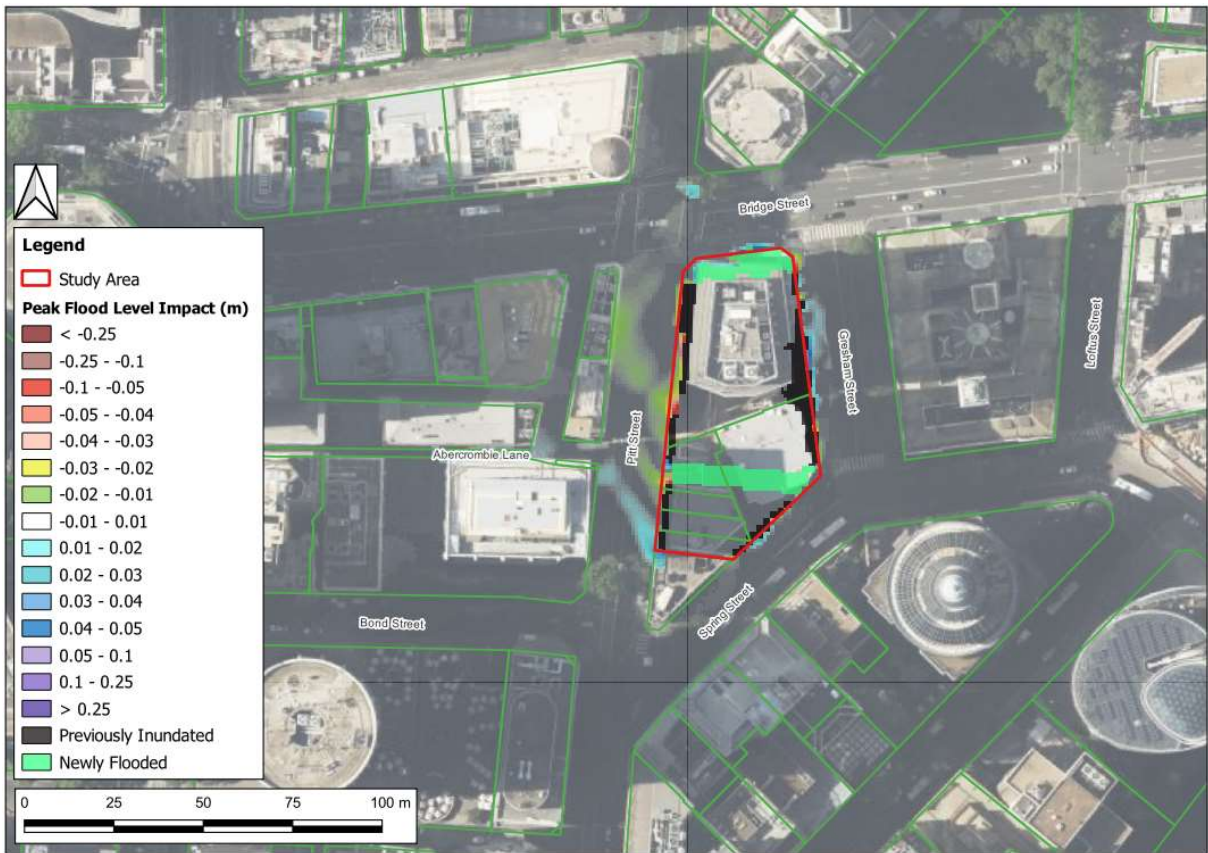 Bridge Street
Loftus Street
Gresham Street
Pitt Street
Abercrombie Lane
Spring Street
Bond Street
Legend
Study Area
Peak Flood Level Impact (m)
< -0.25
-0.25 - -0.1
-0.1 - -0.05
-0.05 - -0.04
-0.04 - -0.03
-0.03 - -0.02
-0.02 - -0.01
-0.01 - 0.01
0.01 - 0.02
0.02 - 0.03
0.03 - 0.04
0.04 - 0.05
0.05 - 0.1
0.1 - 0.25
> 0.25
Previously Inundated
Newly Flooded
0 25 50 75 100 m